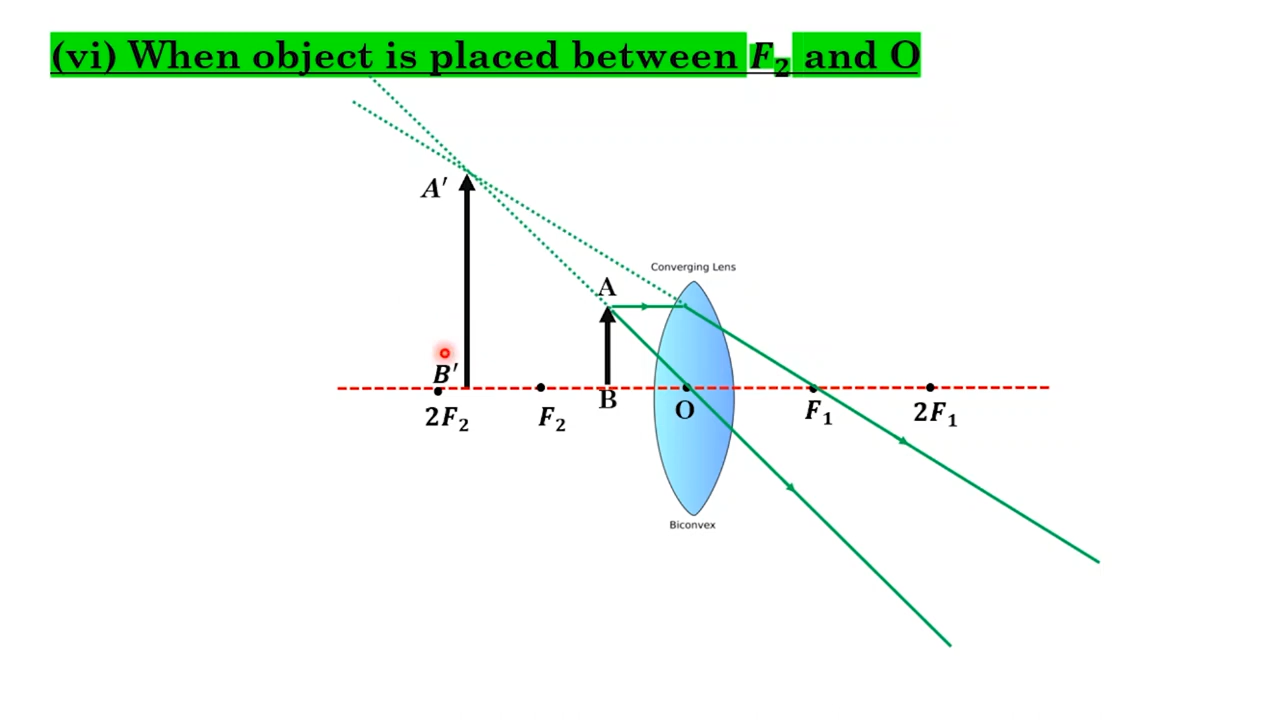 (vi) When object is placed between F₂ and O
A′
Converging Lens
A
B′
B
2F₂
F₂
O
F₁
2F₁
Biconvex